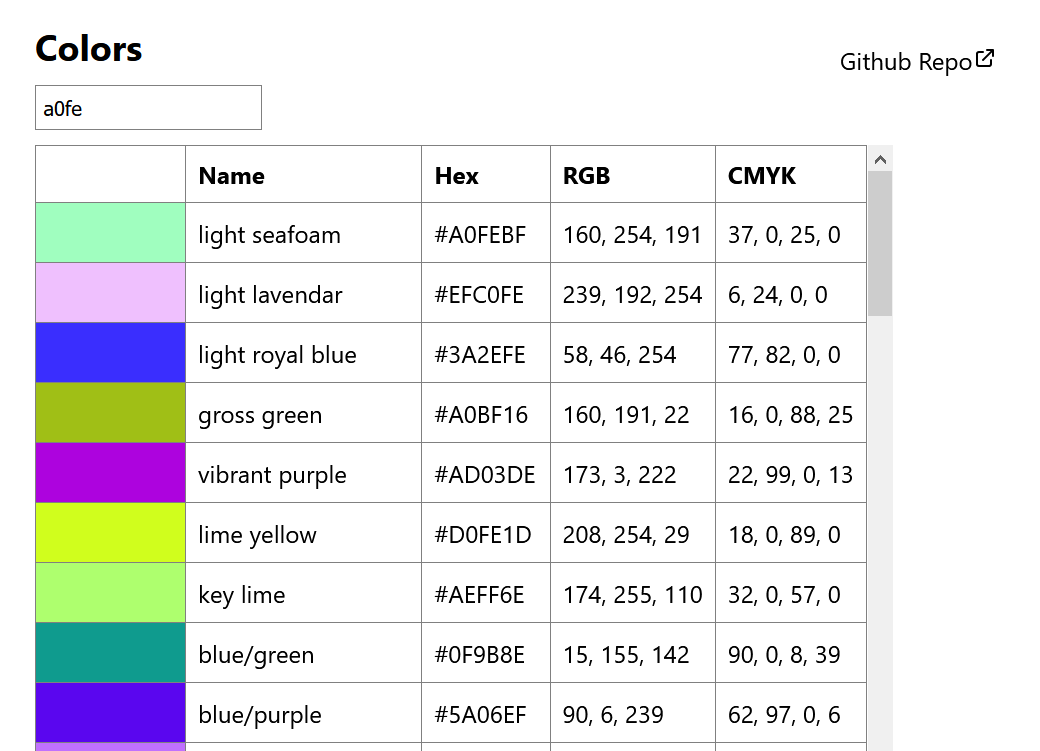 Colors
Github Repo
a0fe
Name Hex RGB CMYK
light seafoam #A0FEBF 160, 254, 191 37, 0, 25, 0
light lavendar #EFC0FE 239, 192, 254 6, 24, 0, 0
light royal blue #3A2EFE 58, 46, 254 77, 82, 0, 0
gross green #A0BF16 160, 191, 22 16, 0, 88, 25
vibrant purple #AD03DE 173, 3, 222 22, 99, 0, 13
lime yellow #D0FE1D 208, 254, 29 18, 0, 89, 0
key lime #AEFF6E 174, 255, 110 32, 0, 57, 0
blue/green #0F9B8E 15, 155, 142 90, 0, 8, 39
blue/purple #5A06EF 90, 6, 239 62, 97, 0, 6